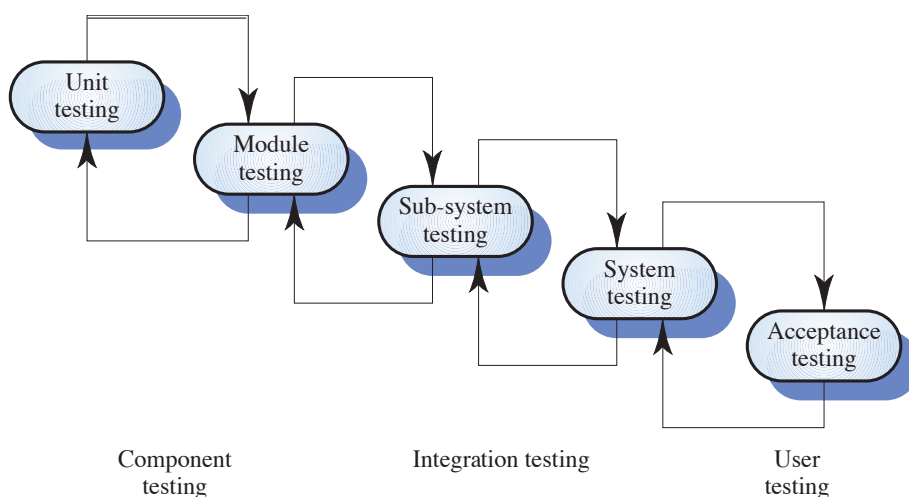 Unit
testing
Module
testing
Sub-system
testing
System
testing
Acceptance
testing
Component
testing
Integration testing
User
testing